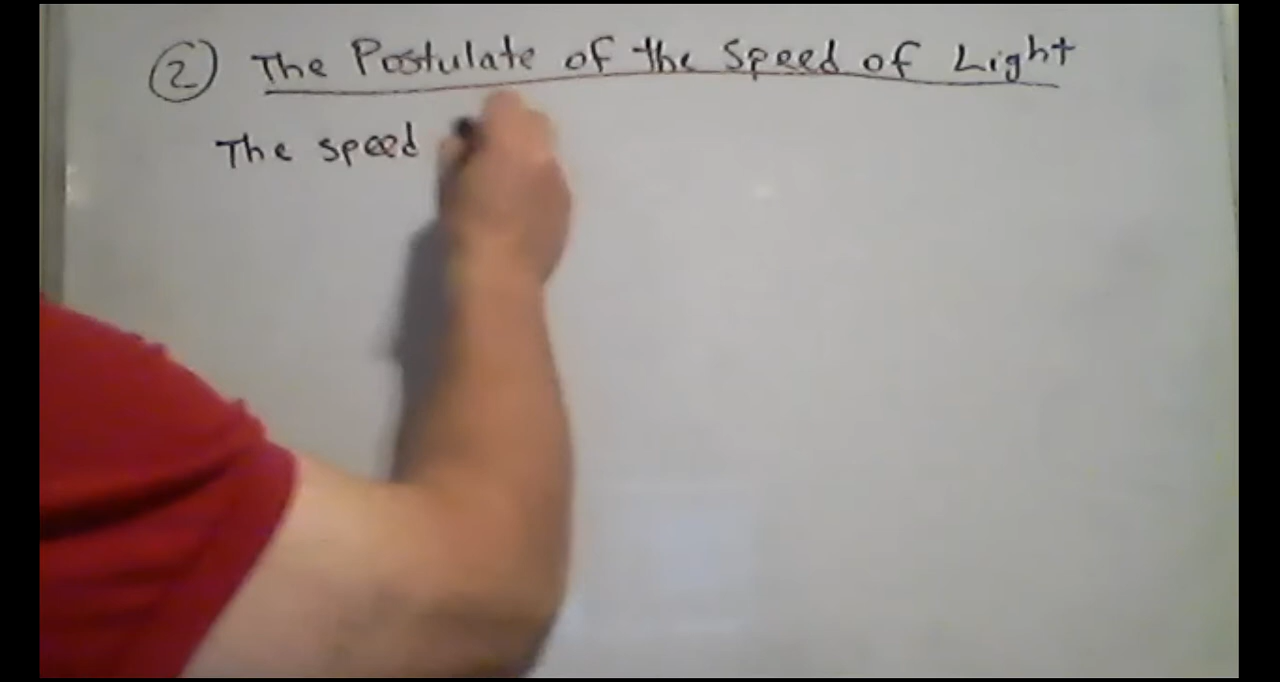 ② The Postulate of the Speed of Light
The speed